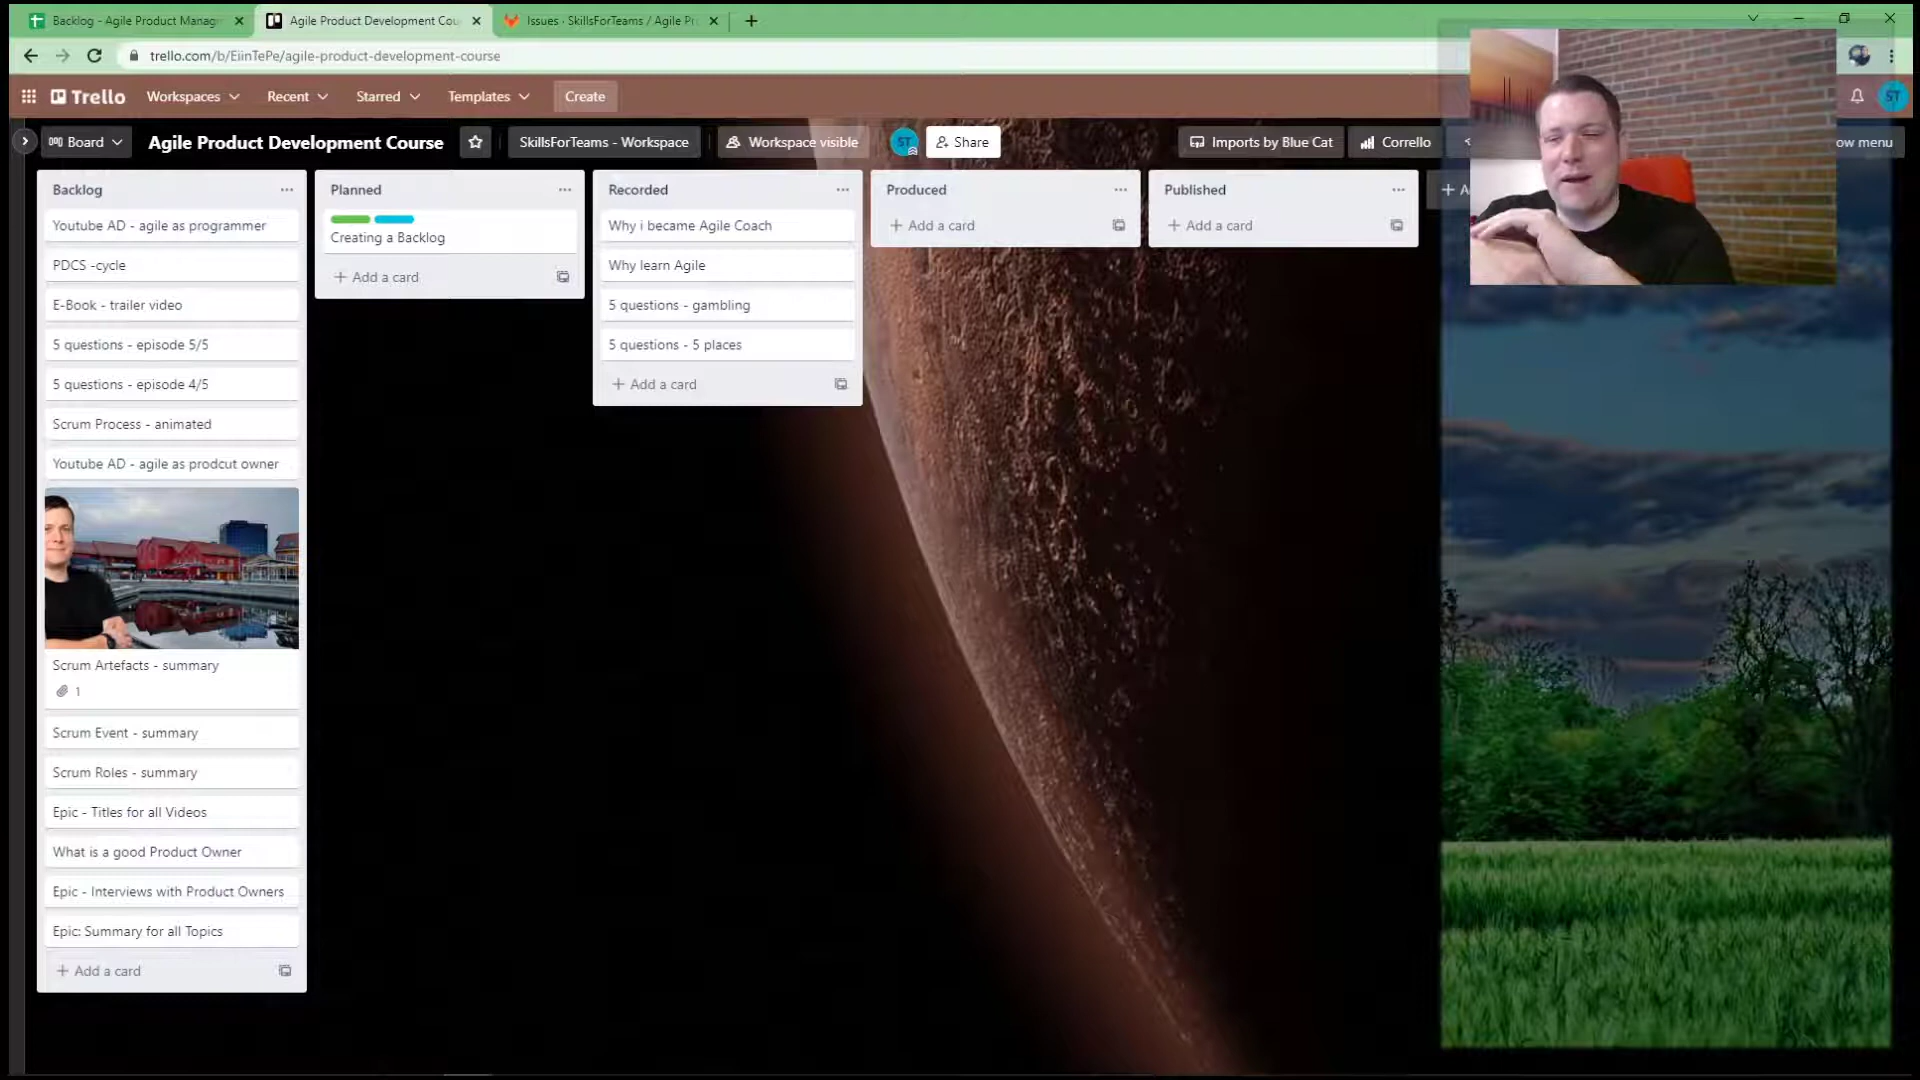 Backlog - Agile Product Manag
Agile Product Development Cou
Issues · SkillsForTeams / Agile Pr
trello.com/b/EiinTePe/agile-product-development-course
Trello
Workspaces
Recent
Starred
Templates
Create
ST
Board
Agile Product Development Course
SkillsForTeams - Workspace
Workspace visible
ST
Share
Imports by Blue Cat
Corrello
ow menu
Backlog
Youtube AD - agile as programmer
PDCS -cycle
E-Book - trailer video
5 questions - episode 5/5
5 questions - episode 4/5
Scrum Process - animated
Youtube AD - agile as prodcut owner
Scrum Artefacts - summary
1
Scrum Event - summary
Scrum Roles - summary
Epic - Titles for all Videos
What is a good Product Owner
Epic - Interviews with Product Owners
Epic: Summary for all Topics
+ Add a card
Planned
Creating a Backlog
+ Add a card
Recorded
Why i became Agile Coach
Why learn Agile
5 questions - gambling
5 questions - 5 places
+ Add a card
Produced
+ Add a card
Published
+ Add a card
+ A